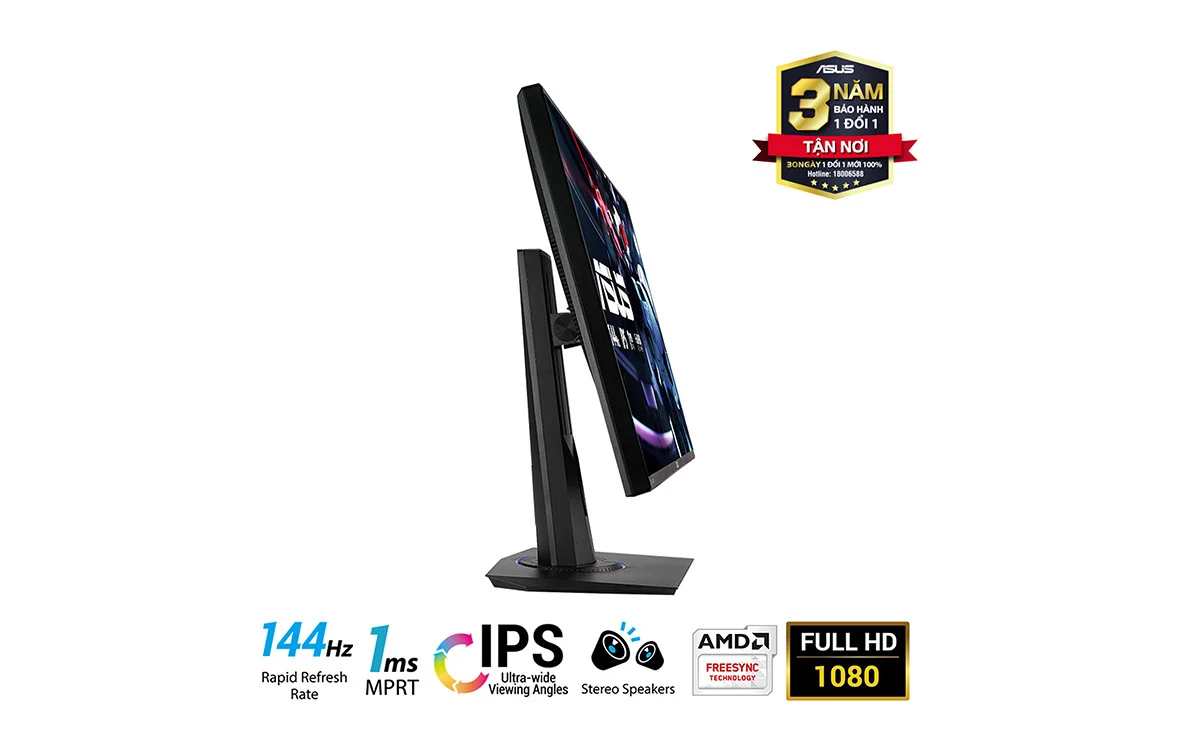 ASUS
3 NĂM
BẢO HÀNH
1 ĐỔI 1
TẬN NƠI
30NGÀY 1 ĐỔI 1 MỚI 100%
Hotline: 18006588
144Hz
Rapid Refresh
Rate
1ms
MPRT
IPS
Ultra-wide
Viewing Angles
Stereo Speakers
AMD
FREESYNC
TECHNOLOGY
FULL HD
1080